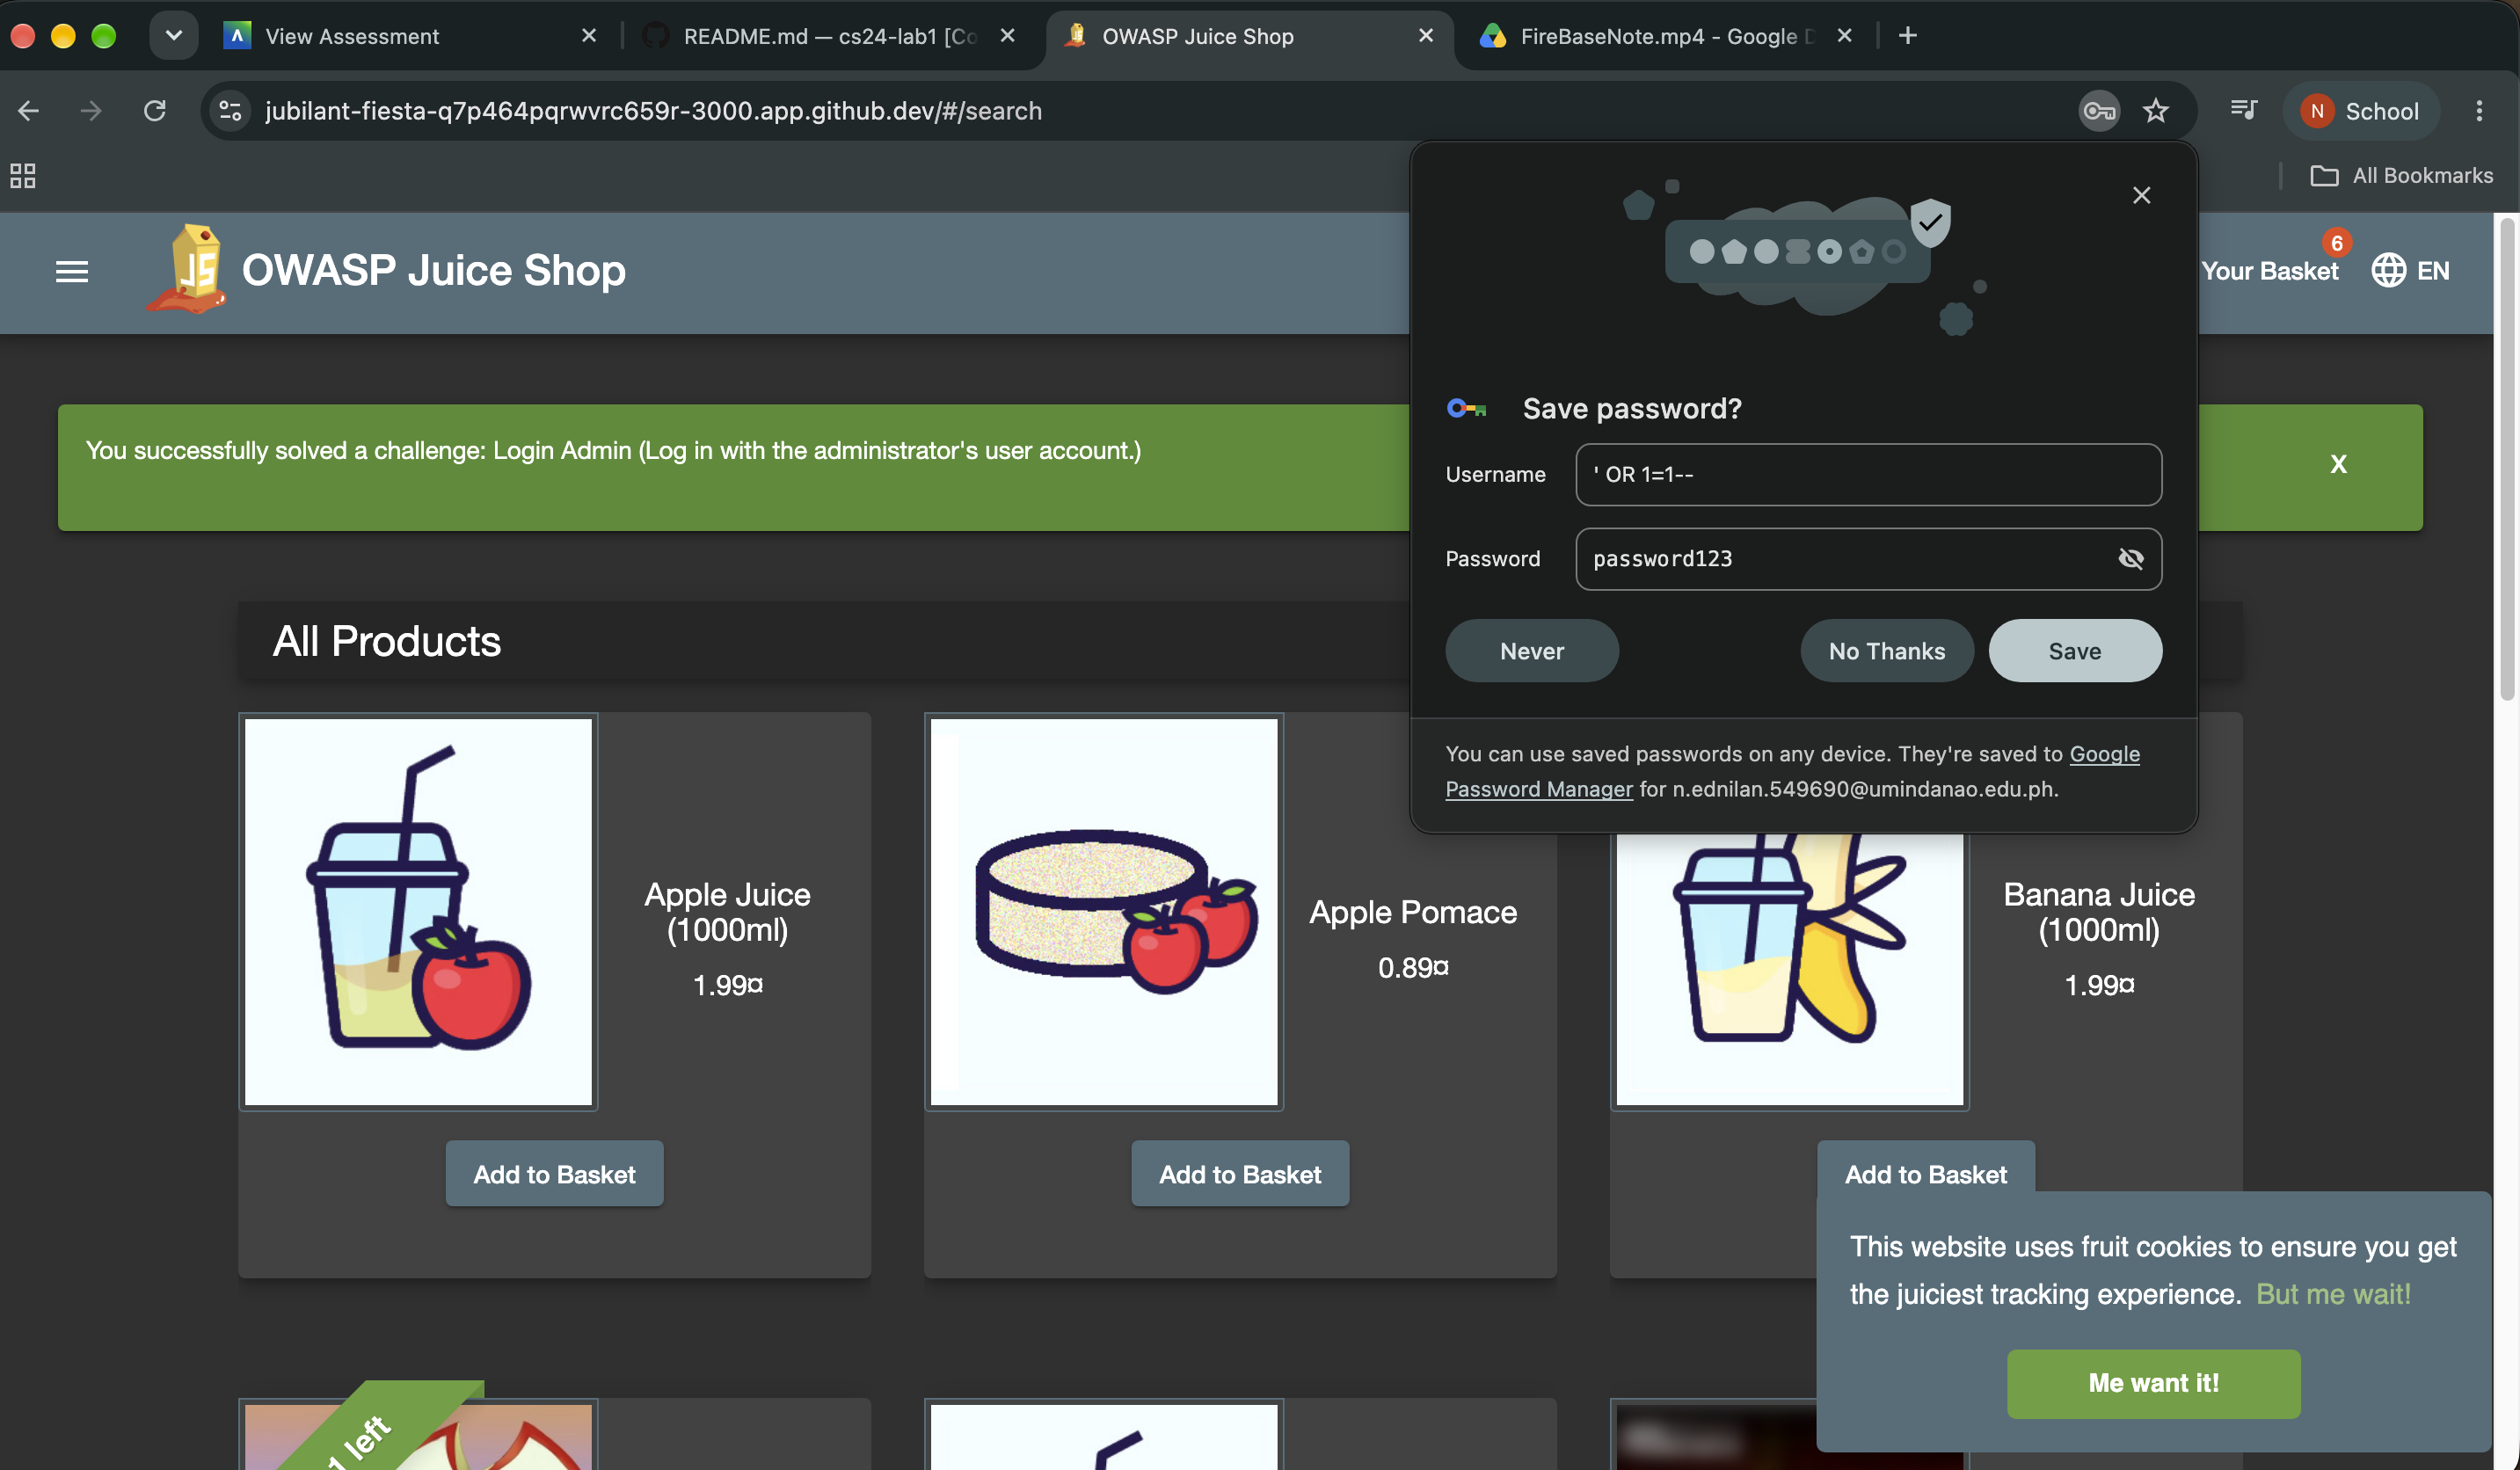 View Assessment
README.md — cs24-lab1 [Co
OWASP Juice Shop
FireBaseNote.mp4 - Google D
jubilant-fiesta-q7p464pqrwvrc659r-3000.app.github.dev/#/search
N School
All Bookmarks
JS
OWASP Juice Shop
Your Basket
6
EN
You successfully solved a challenge: Login Admin (Log in with the administrator's user account.)
X
Save password?
Username
' OR 1=1--
Password
password123
Never
No Thanks
Save
You can use saved passwords on any device. They're saved to Google
Password Manager for n.ednilan.549690@umindanao.edu.ph.
All Products
Apple Juice
(1000ml)
1.99¤
Add to Basket
Apple Pomace
0.89¤
Add to Basket
Banana Juice
(1000ml)
1.99¤
Add to Basket
This website uses fruit cookies to ensure you get
the juiciest tracking experience. But me wait!
Me want it!
1 left